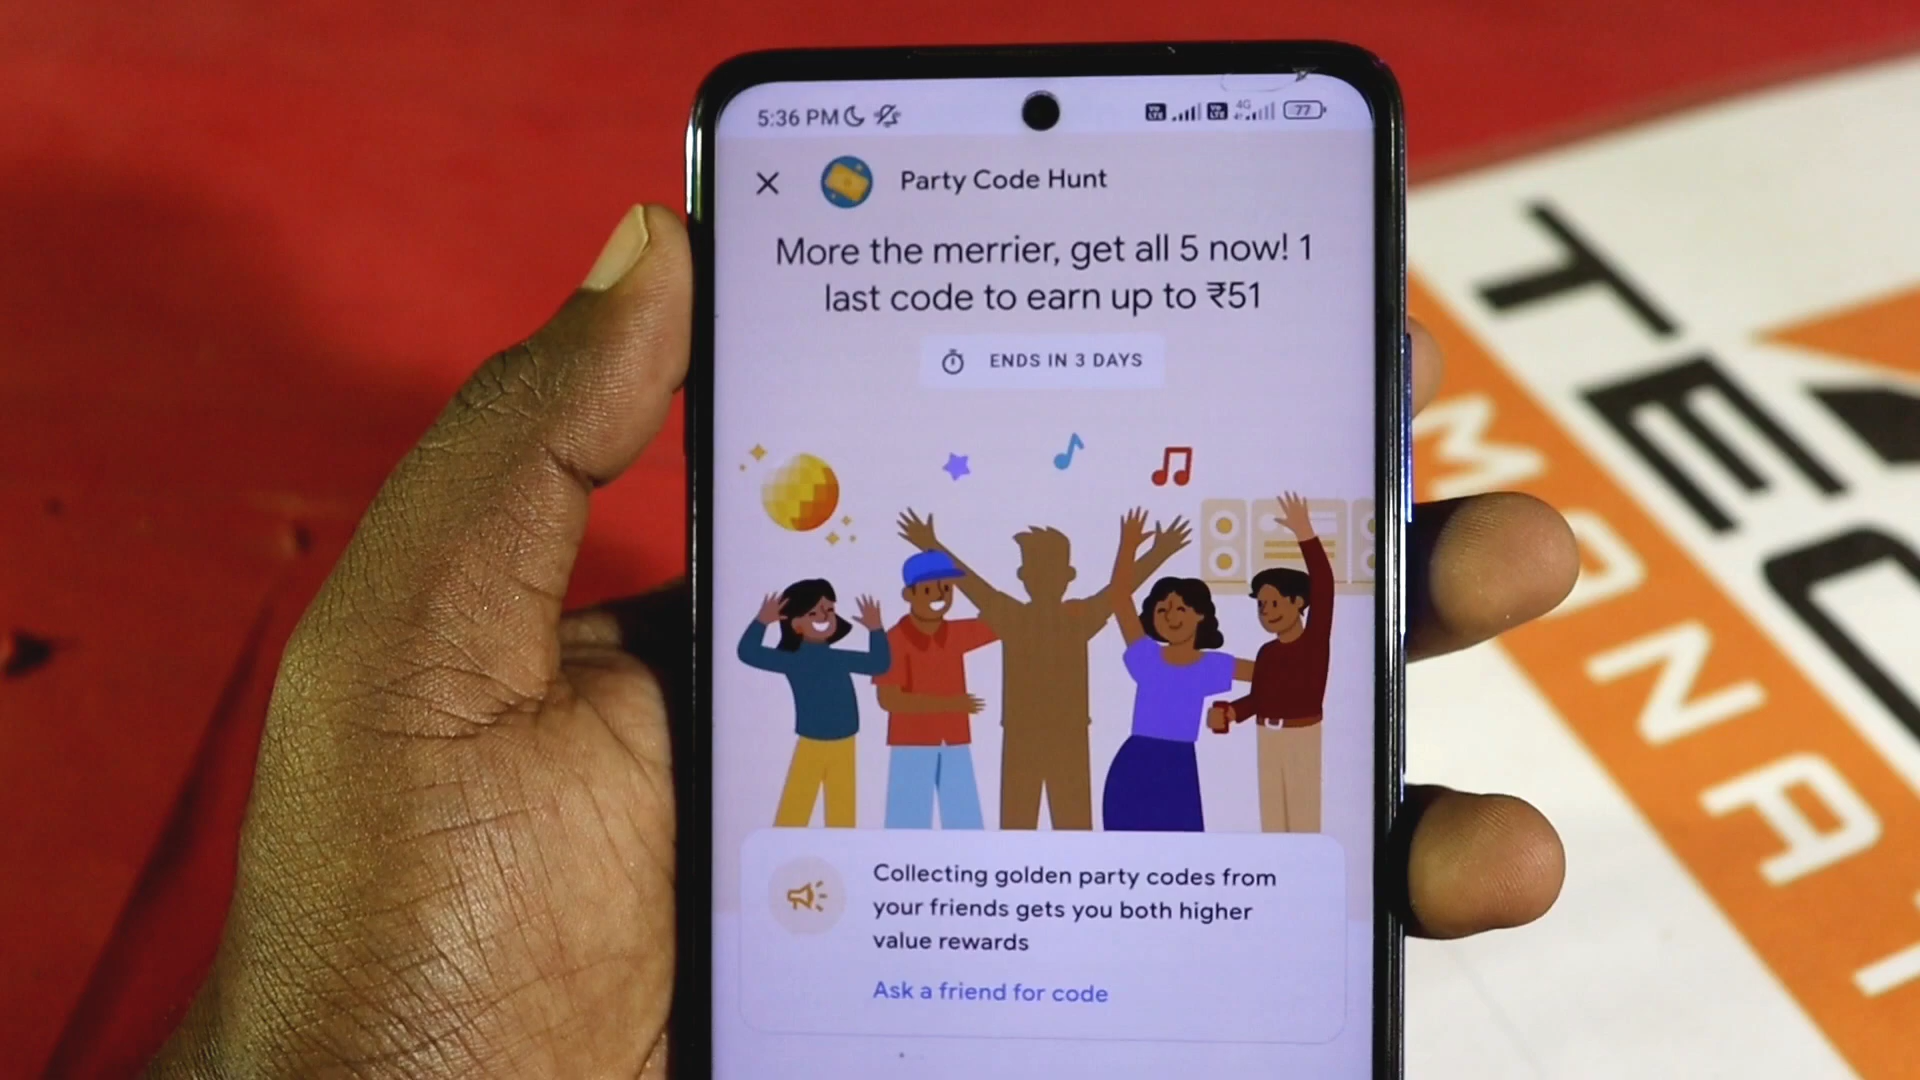 5:36 PM
4G
77
Party Code Hunt
More the merrier, get all 5 now! 1
last code to earn up to ₹51
ENDS IN 3 DAYS
Collecting golden party codes from
your friends gets you both higher
value rewards
Ask a friend for code